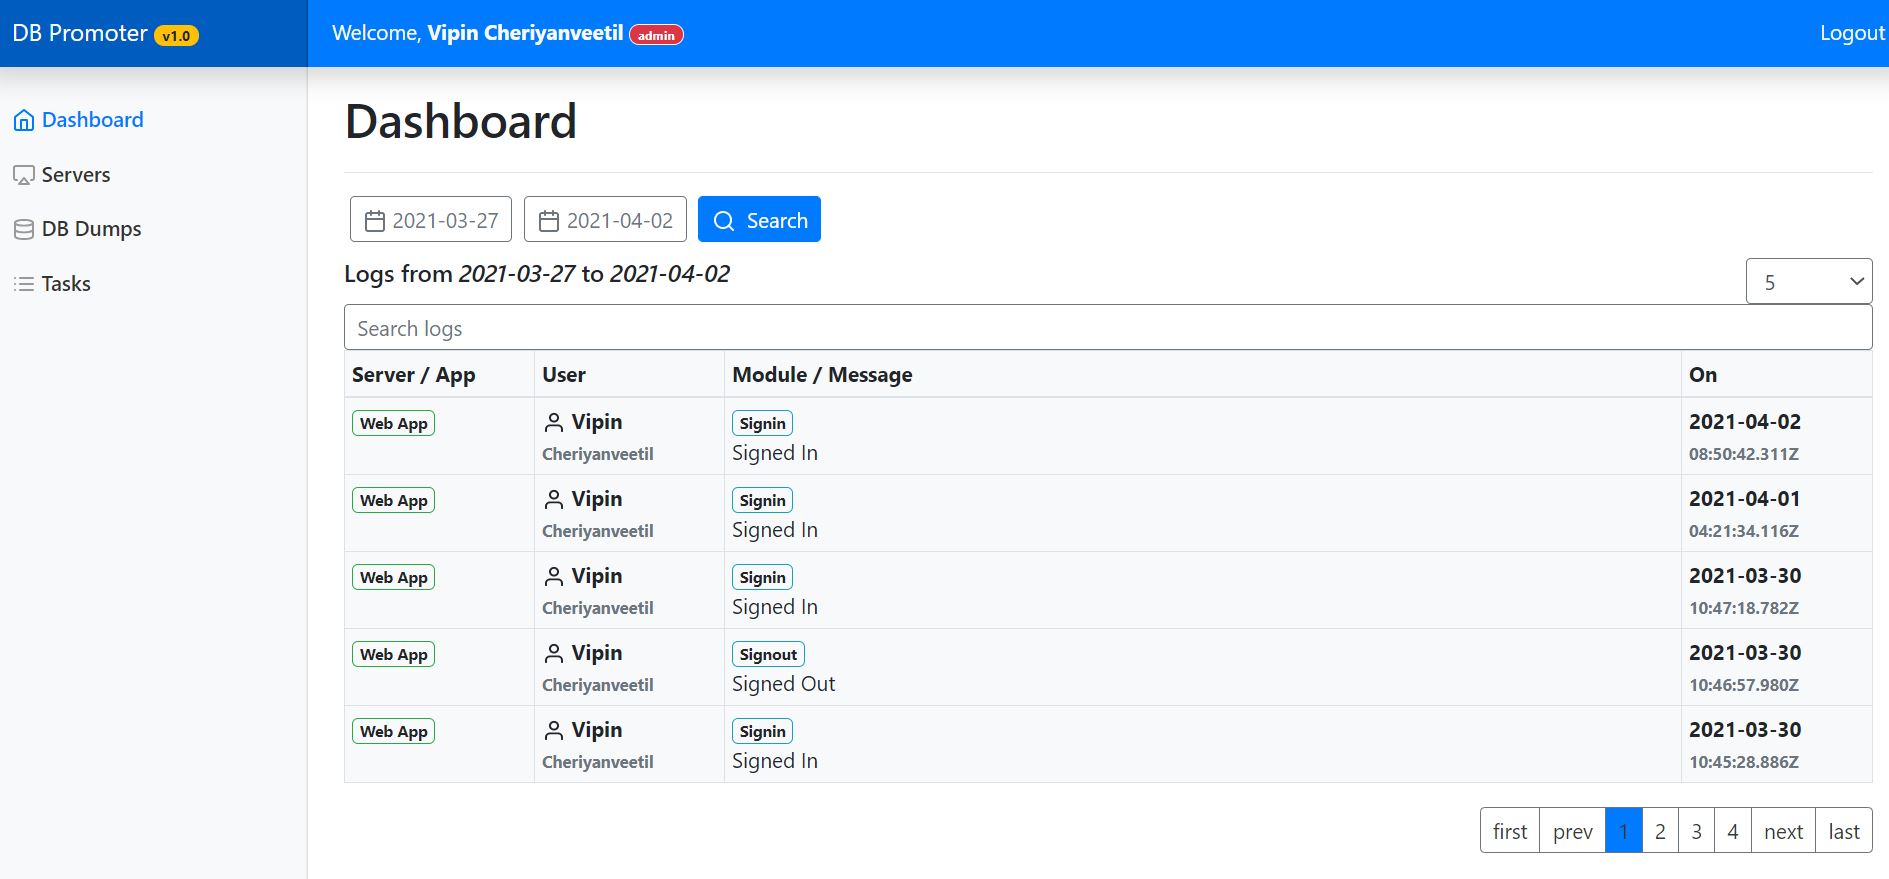 DB Promoter v1.0
Welcome, Vipin Cheriyanveetil admin
Logout
Dashboard
Servers
DB Dumps
Tasks
Dashboard
2021-03-27 2021-04-02 Search
Logs from 2021-03-27 to 2021-04-02
5
Search logs
Server / App User Module / Message On
Web App Vipin Signin 2021-04-02
Cheriyanveetil Signed In 08:50:42.311Z
Web App Vipin Signin 2021-04-01
Cheriyanveetil Signed In 04:21:34.116Z
Web App Vipin Signin 2021-03-30
Cheriyanveetil Signed In 10:47:18.782Z
Web App Vipin Signout 2021-03-30
Cheriyanveetil Signed Out 10:46:57.980Z
Web App Vipin Signin 2021-03-30
Cheriyanveetil Signed In 10:45:28.886Z
first prev 1 2 3 4 next last